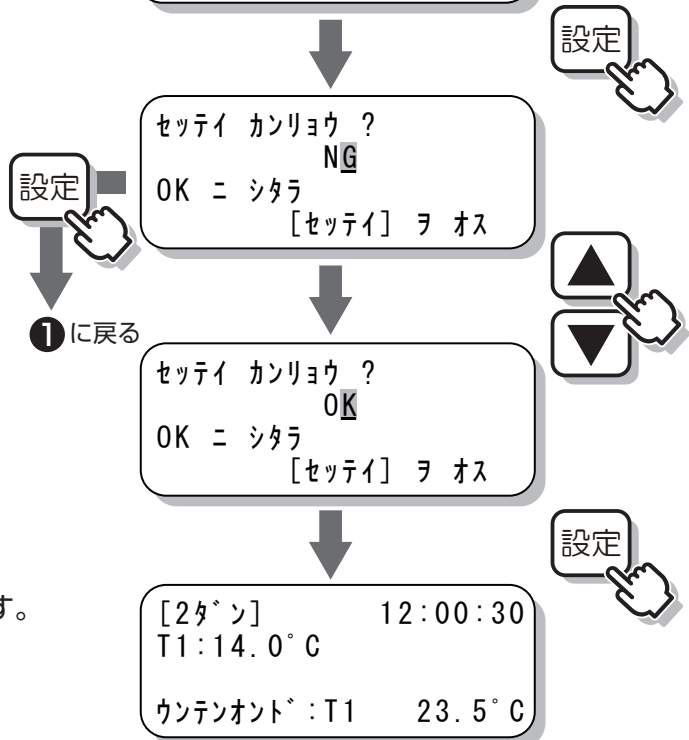 設定
セッテイ カンリョウ ?
NG
OK ニ シタラ
[セッテイ] ヲ オス
設定
❶に戻る
▲
▼
セッテイ カンリョウ ?
OK
OK ニ シタラ
[セッテイ] ヲ オス
設定
す。
[2ダン] 12:00:30
T1:14.0°C
ウンテンオンド:T1 23.5°C